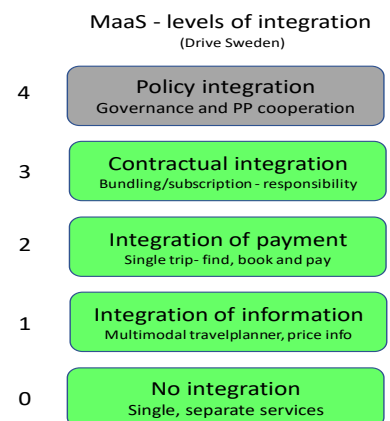 MaaS - levels of integration
(Drive Sweden)
4
Policy integration
Governance and PP cooperation
3
Contractual integration
Bundling/subscription - responsibility
2
Integration of payment
Single trip- find, book and pay
1
Integration of information
Multimodal travelplanner, price info
0
No integration
Single, separate services